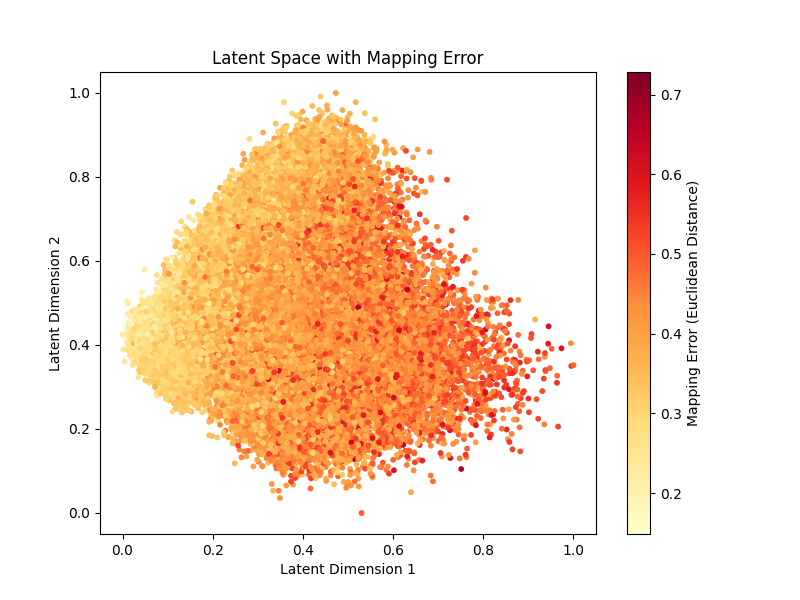 Latent Space with Mapping Error
1.0
0.8
0.6
0.4
0.2
0.0
Latent Dimension 2
0.0 0.2 0.4 0.6 0.8 1.0
Latent Dimension 1
0.7
0.6
0.5
0.4
0.3
0.2
Mapping Error (Euclidean Distance)